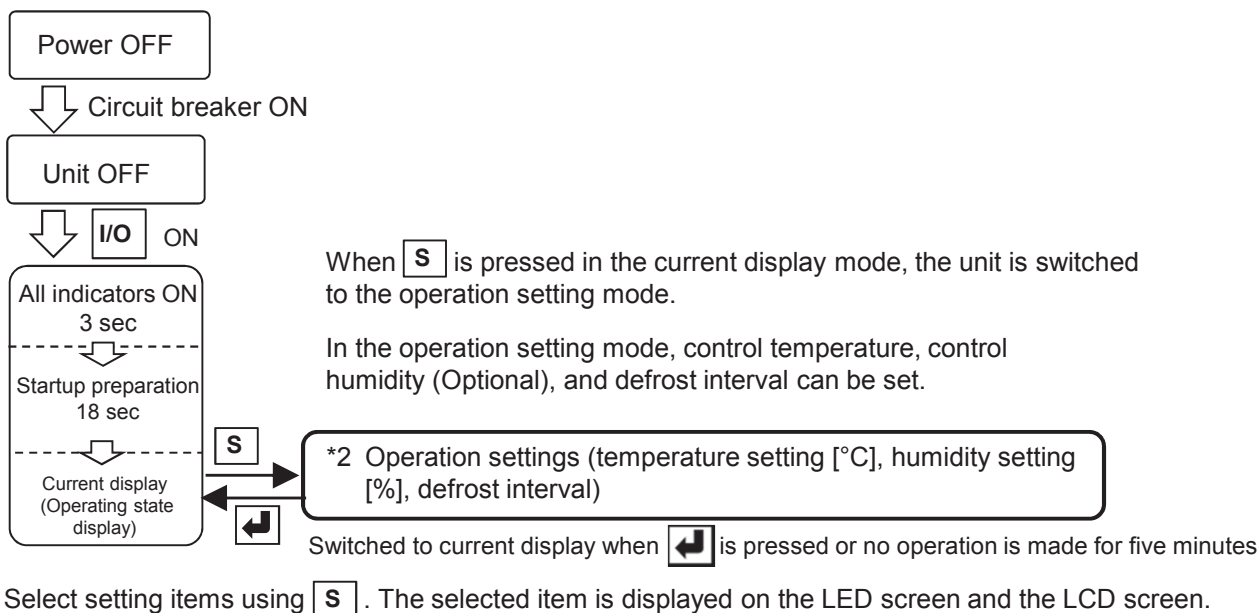 Power OFF
Circuit breaker ON
Unit OFF
I/O ON
All indicators ON
3 sec
Startup preparation
18 sec
Current display
(Operating state
display)
When S is pressed in the current display mode, the unit is switched
to the operation setting mode.
In the operation setting mode, control temperature, control
humidity (Optional), and defrost interval can be set.
S
*2 Operation settings (temperature setting [°C], humidity setting
[%], defrost interval)
Switched to current display when is pressed or no operation is made for five minutes
Select setting items using S . The selected item is displayed on the LED screen and the LCD screen.